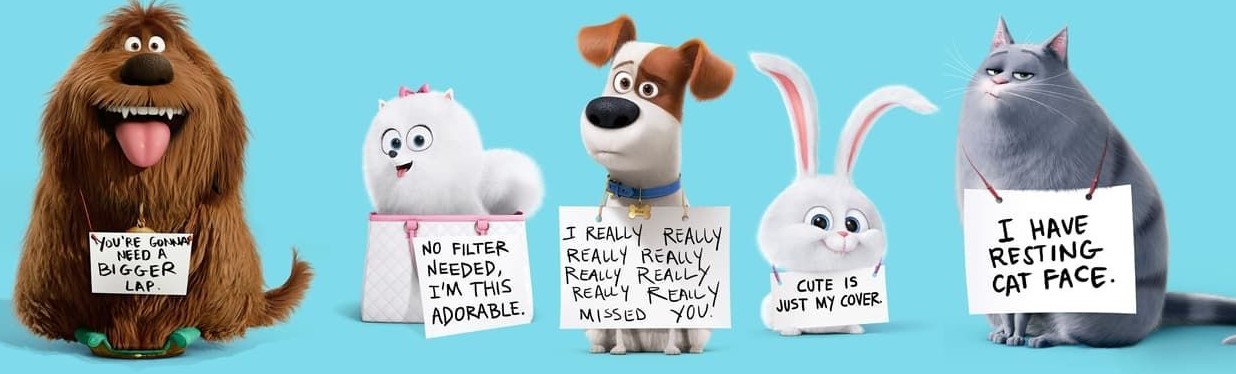 YOU'RE GONNA
NEED A
BIGGER
LAP.
NO FILTER
NEEDED,
I'M THIS
ADORABLE.
I REALLY REALLY
REALLY REALLY
REALLY REALLY
REALLY REALLY
MISSED YOU.
CUTE IS
JUST MY COVER.
I HAVE
RESTING
CAT FACE.